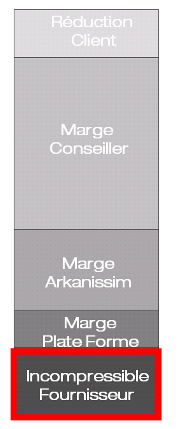 Réduction
Client
Marge
Conseiller
Marge
Arkanissim
Marge
Plate Forme
Incompressible
Fournisseur